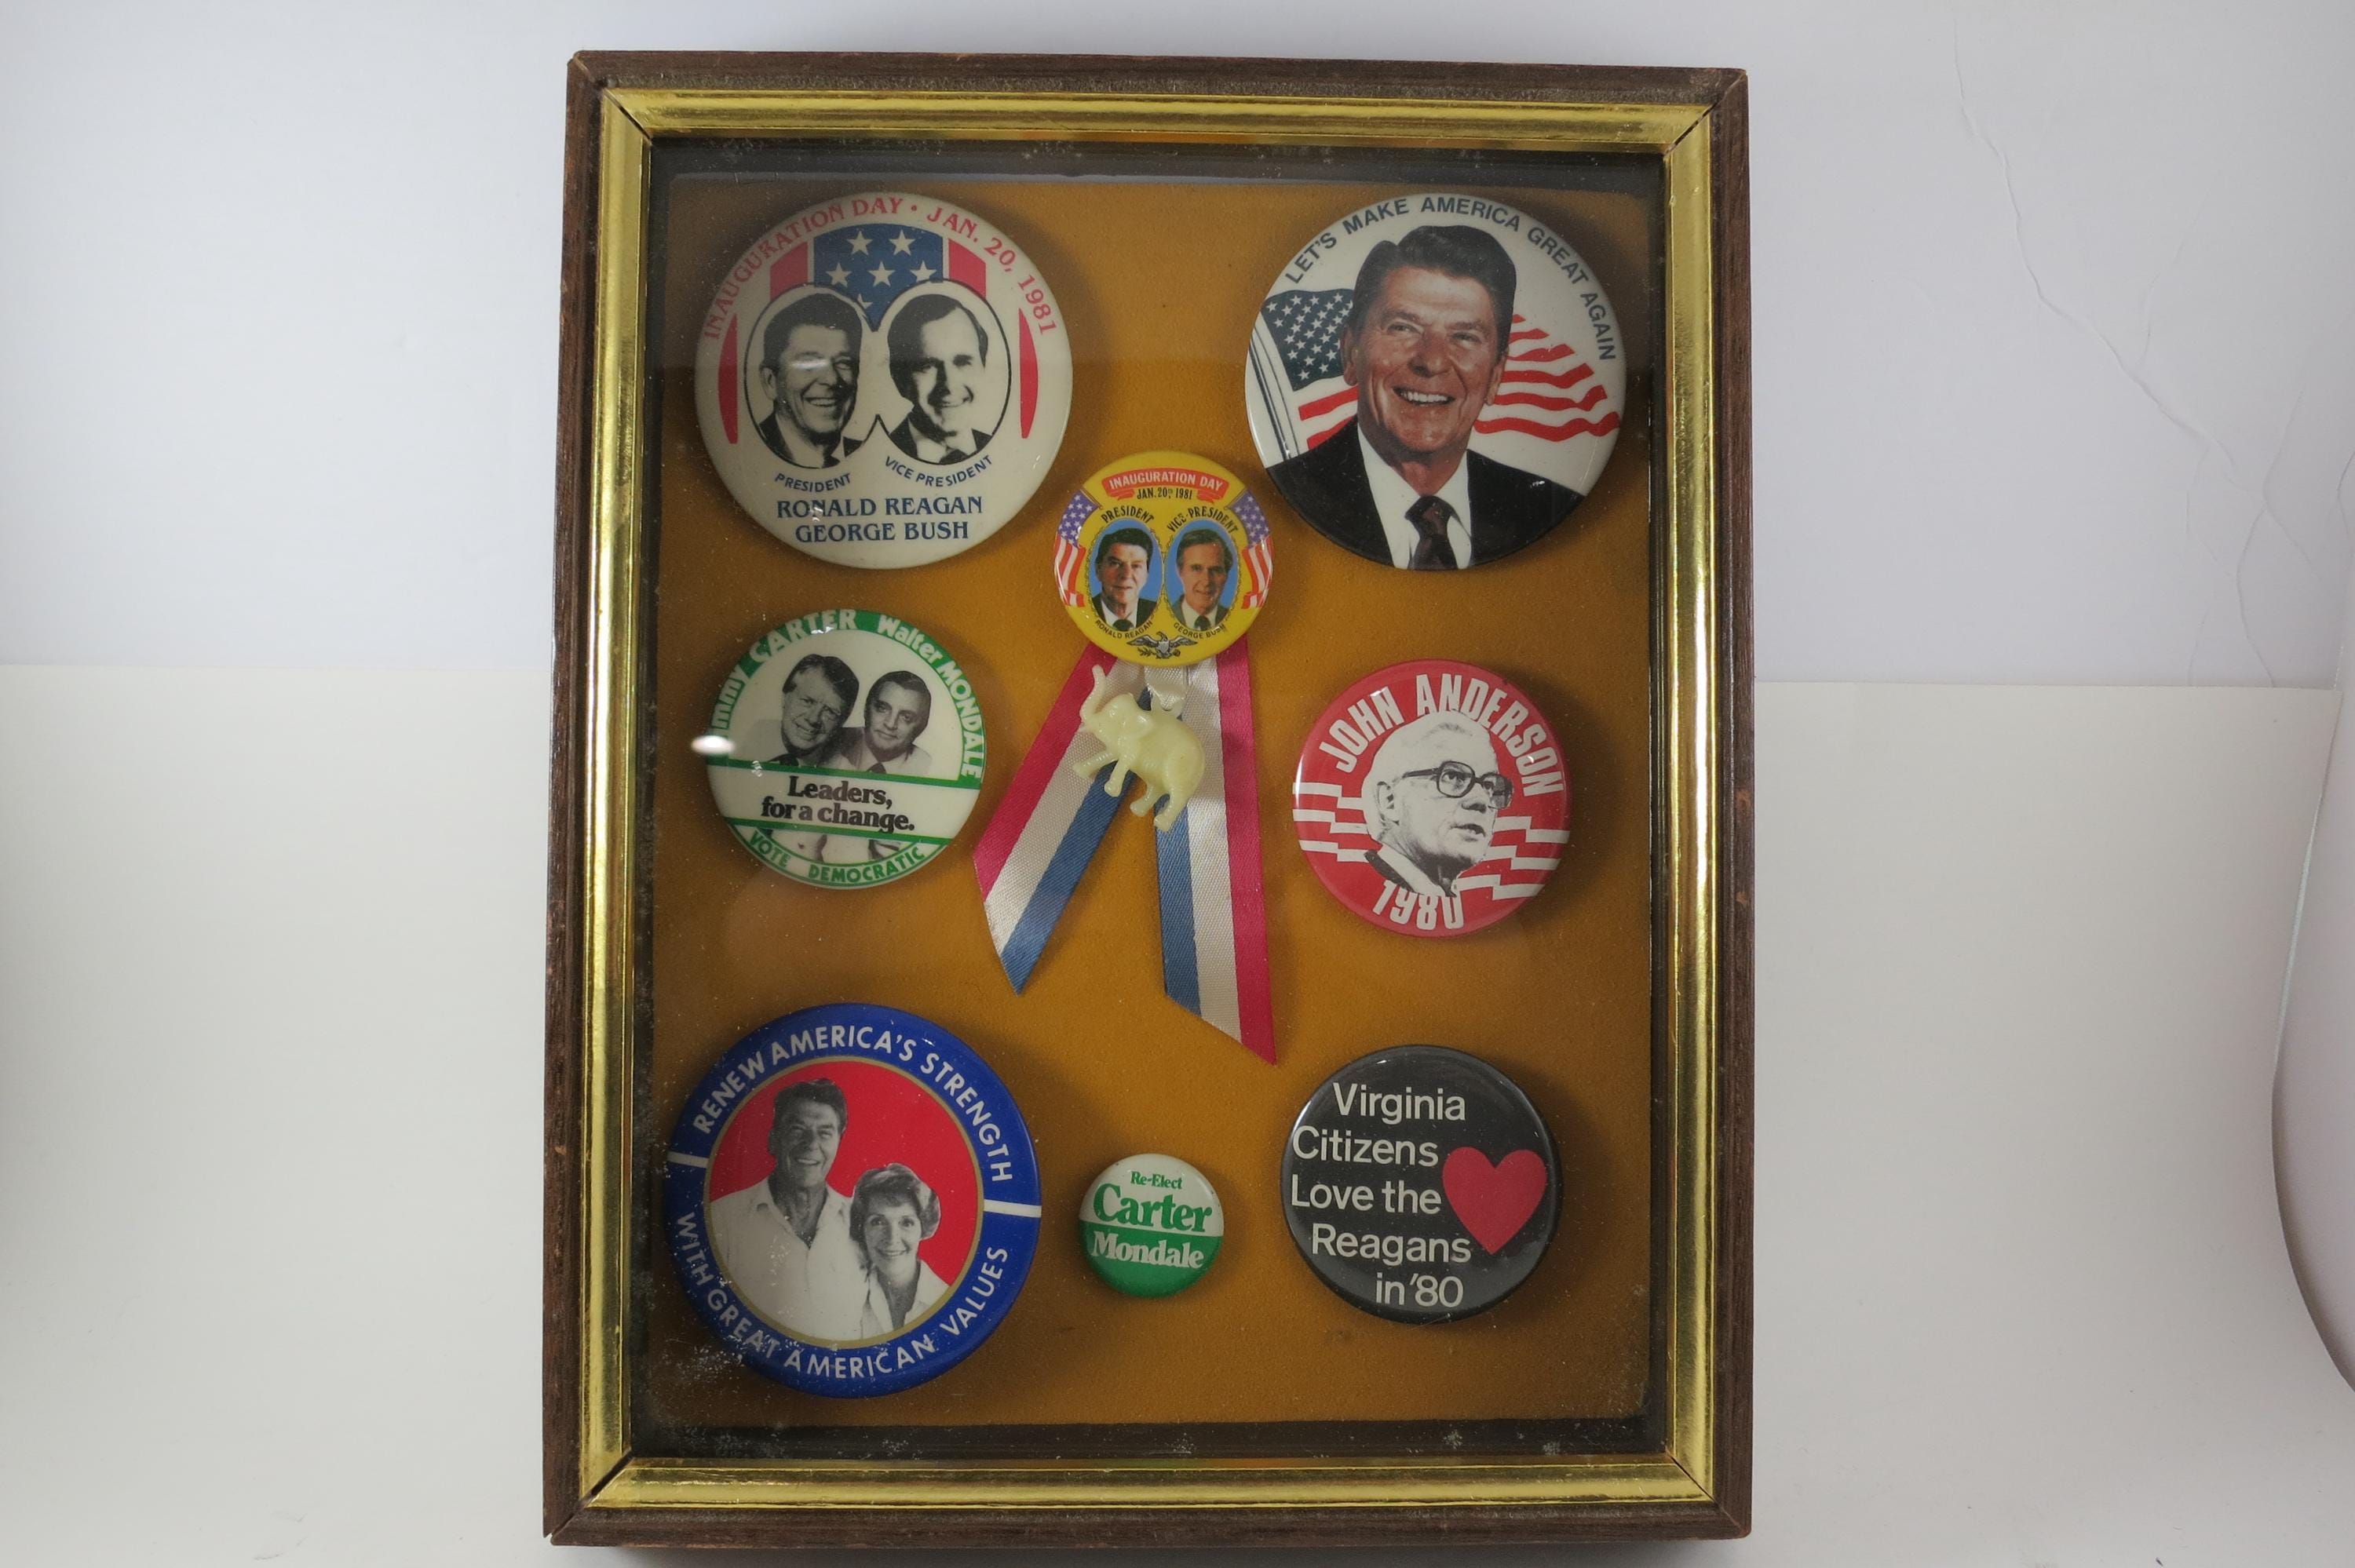 INAUGURATION DAY • JAN. 20, 1981
PRESIDENT
VICE PRESIDENT
RONALD REAGAN
GEORGE BUSH
LET'S MAKE AMERICA GREAT AGAIN
INAUGURATION DAY
JAN. 20th, 1981
PRESIDENT
VICE-PRESIDENT
RONALD REAGAN
GEORGE BUSH
CARTER Walter MONDALE
Leaders,
for a change.
VOTE DEMOCRATIC
JOHN ANDERSON
1980
RENEW AMERICA'S STRENGTH
WITH GREAT AMERICAN VALUES
Re-Elect
Carter
Mondale
Virginia
Citizens
Love the
Reagans
in '80